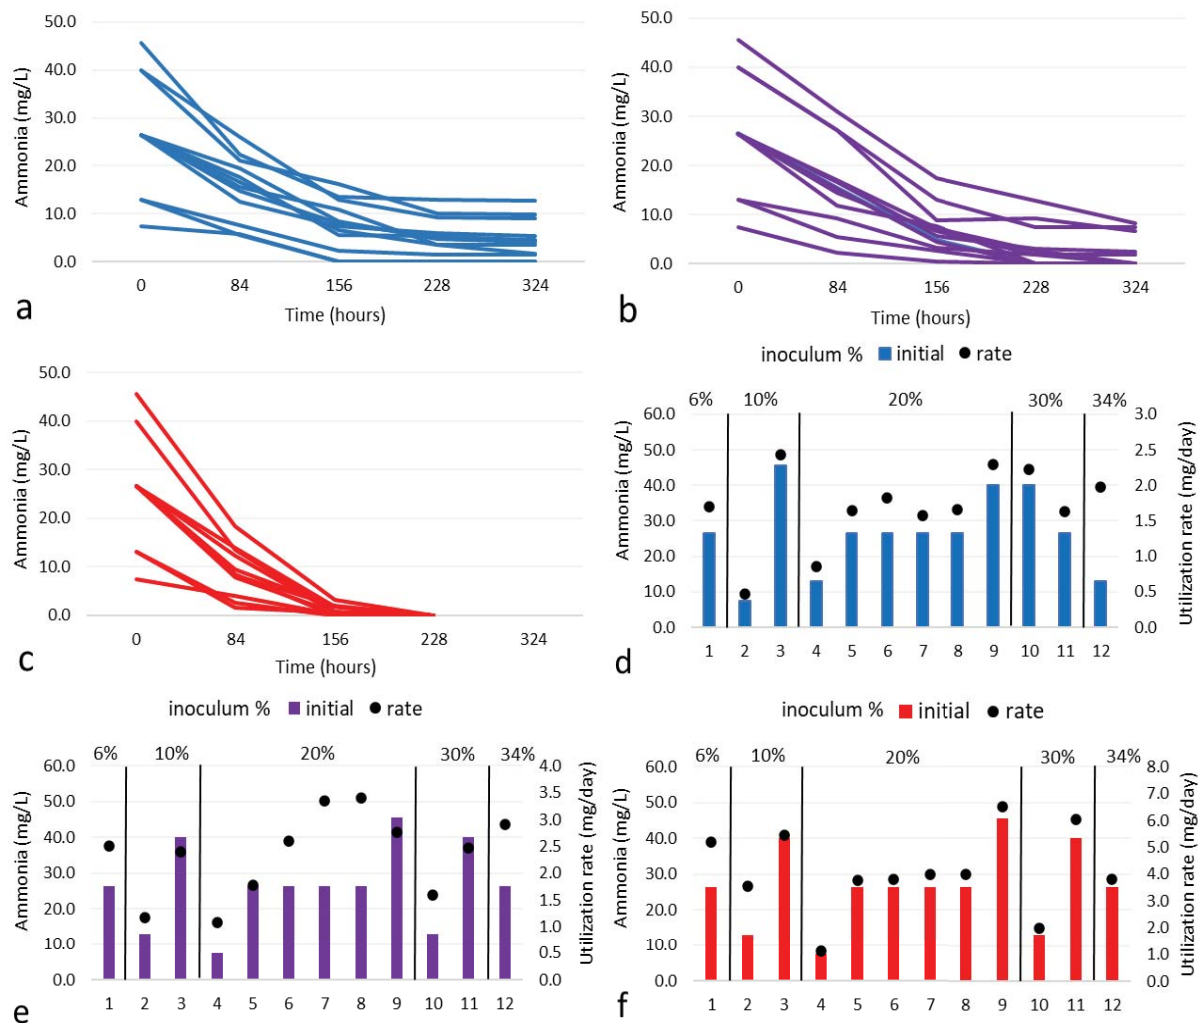 50.0
40.0
30.0
20.0
10.0
0.0
Ammonia (mg/L)
0 84 156 228 324
Time (hours)
a
50.0
40.0
30.0
20.0
10.0
0.0
Ammonia (mg/L)
0 84 156 228 324
Time (hours)
b
50.0
40.0
30.0
20.0
10.0
0.0
Ammonia (mg/L)
0 84 156 228 324
Time (hours)
c
inoculum % initial rate
6% 10% 20% 30% 34%
60.0
50.0
40.0
30.0
20.0
10.0
0.0
Ammonia (mg/L)
3.0
2.5
2.0
1.5
1.0
0.5
0.0
Utilization rate (mg/day)
1 2 3 4 5 6 7 8 9 10 11 12
d
inoculum % initial rate
6% 10% 20% 30% 34%
60.0
50.0
40.0
30.0
20.0
10.0
0.0
Ammonia (mg/L)
4.0
3.5
3.0
2.5
2.0
1.5
1.0
0.5
0.0
Utilization rate (mg/day)
1 2 3 4 5 6 7 8 9 10 11 12
e
inoculum % initial rate
6% 10% 20% 30% 34%
60.0
50.0
40.0
30.0
20.0
10.0
0.0
Ammonia (mg/L)
8.0
7.0
6.0
5.0
4.0
3.0
2.0
1.0
0.0
Utilization rate (mg/day)
1 2 3 4 5 6 7 8 9 10 11 12
f